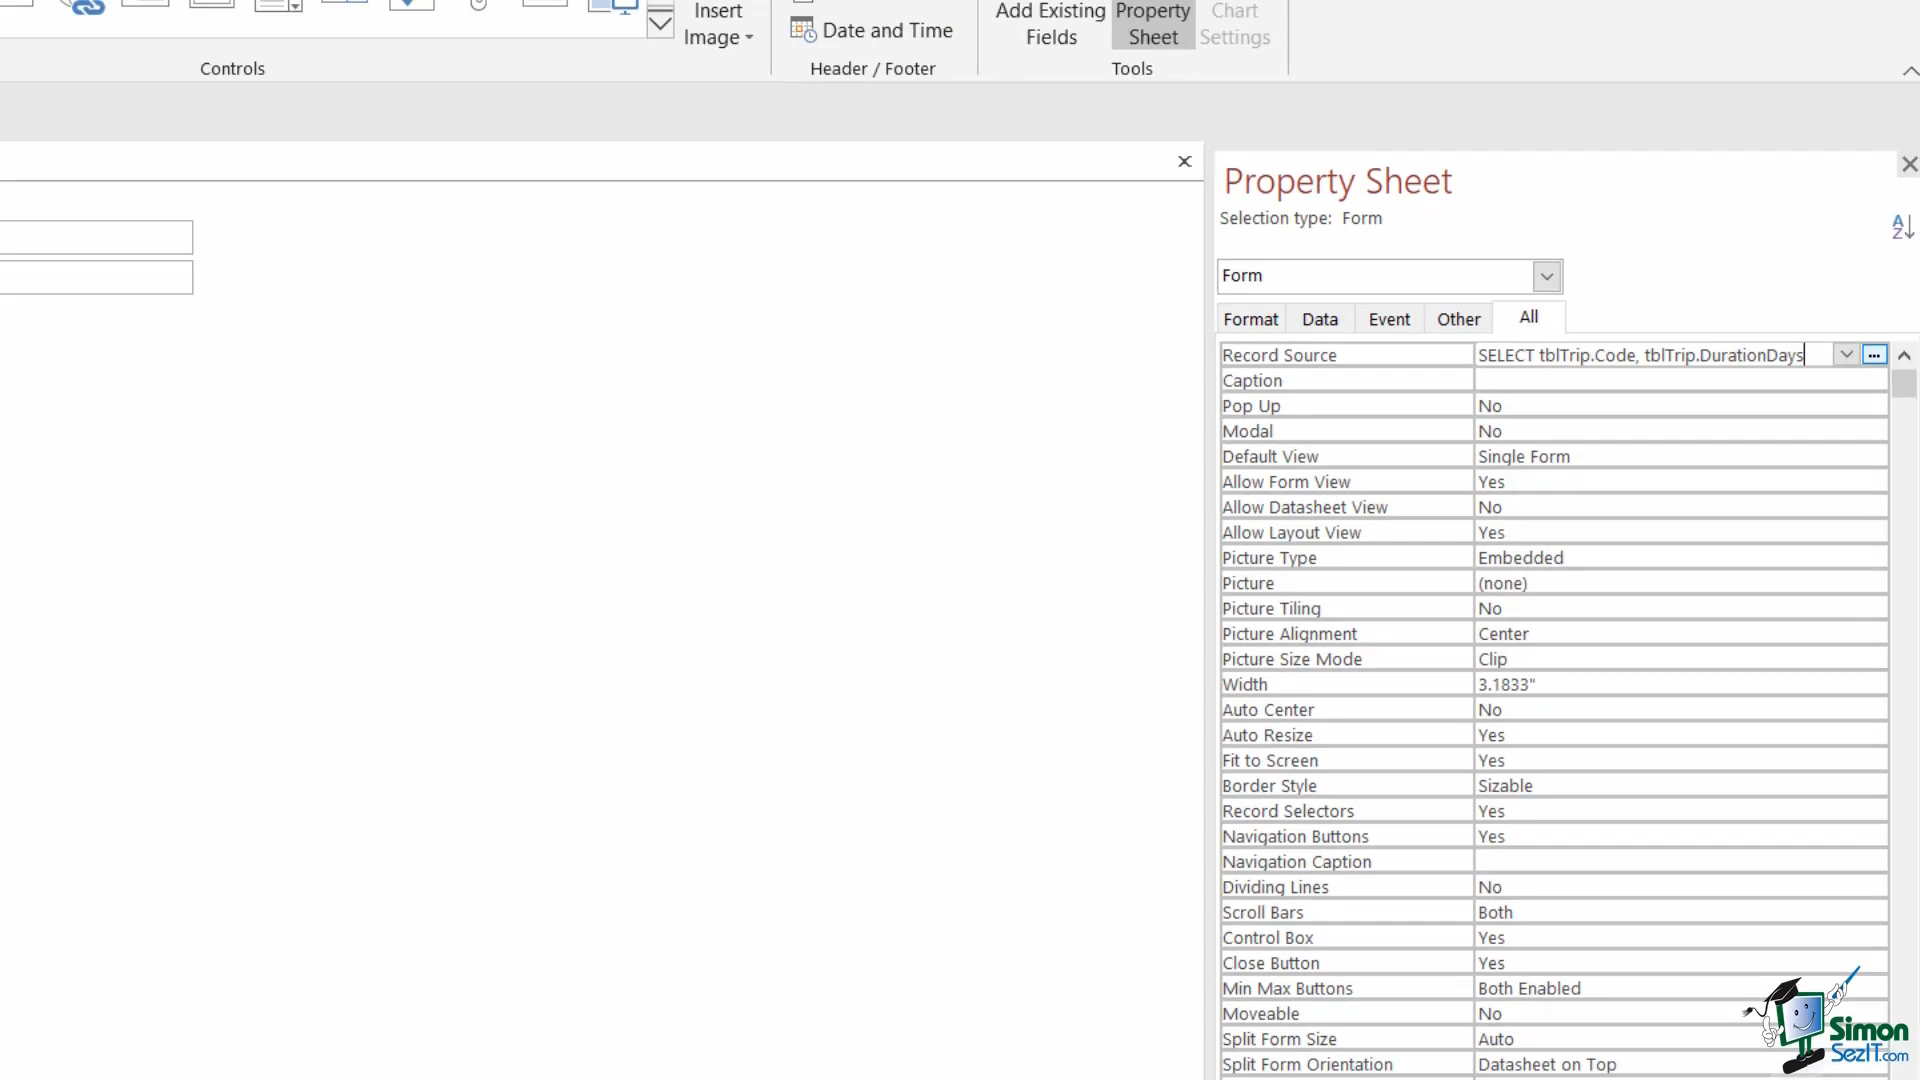 Insert
Image
Date and Time
Add Existing
Fields
Property
Sheet
Chart
Settings
Controls
Header / Footer
Tools
Property Sheet
Selection type: Form
Form
Format Data Event Other All
Record Source SELECT tblTrip.Code, tblTrip.DurationDays
Caption
Pop Up No
Modal No
Default View Single Form
Allow Form View Yes
Allow Datasheet View No
Allow Layout View Yes
Picture Type Embedded
Picture (none)
Picture Tiling No
Picture Alignment Center
Picture Size Mode Clip
Width 3.1833"
Auto Center No
Auto Resize Yes
Fit to Screen Yes
Border Style Sizable
Record Selectors Yes
Navigation Buttons Yes
Navigation Caption
Dividing Lines No
Scroll Bars Both
Control Box Yes
Close Button Yes
Min Max Buttons Both Enabled
Moveable No
Split Form Size Auto
Split Form Orientation Datasheet on Top
Simon
SezIT.com